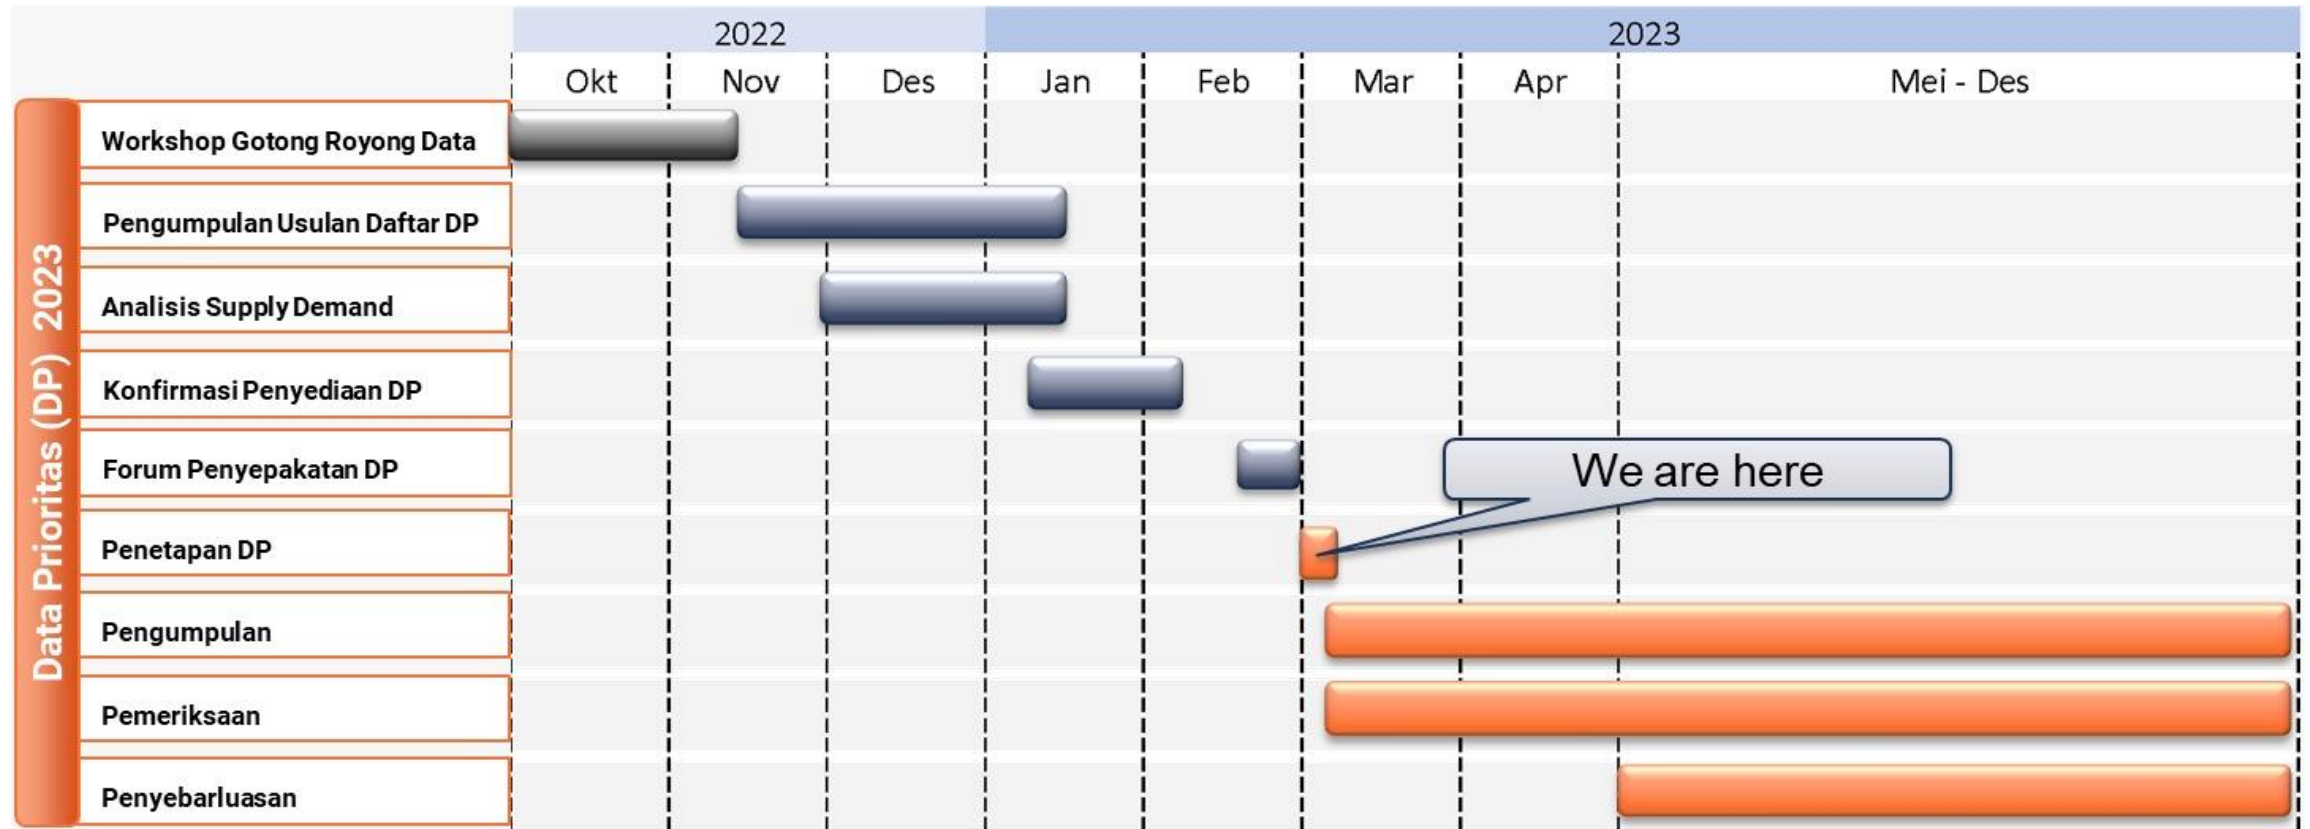 2022
2023
Okt
Nov
Des
Jan
Feb
Mar
Apr
Mei - Des
Data Prioritas (DP) 2023
Workshop Gotong Royong Data
Pengumpulan Usulan Daftar DP
Analisis Supply Demand
Konfirmasi Penyediaan DP
Forum Penyepakatan DP
We are here
Penetapan DP
Pengumpulan
Pemeriksaan
Penyebarluasan